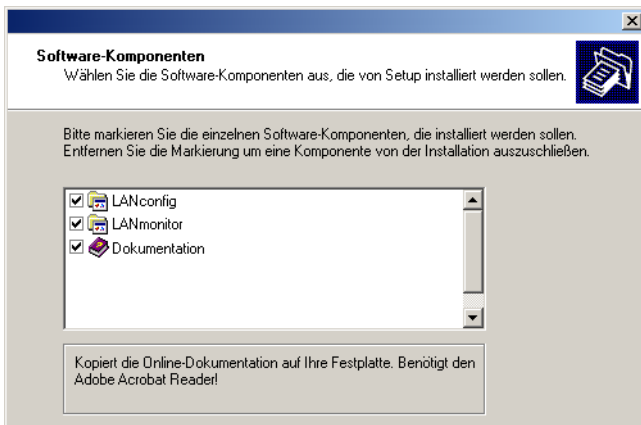 Software-Komponenten
Wählen Sie die Software-Komponenten aus, die von Setup installiert werden sollen.
Bitte markieren Sie die einzelnen Software-Komponenten, die installiert werden sollen.
Entfernen Sie die Markierung um eine Komponente von der Installation auszuschließen.
LANconfig
LANmonitor
Dokumentation
Kopiert die Online-Dokumentation auf Ihre Festplatte. Benötigt den
Adobe Acrobat Reader!